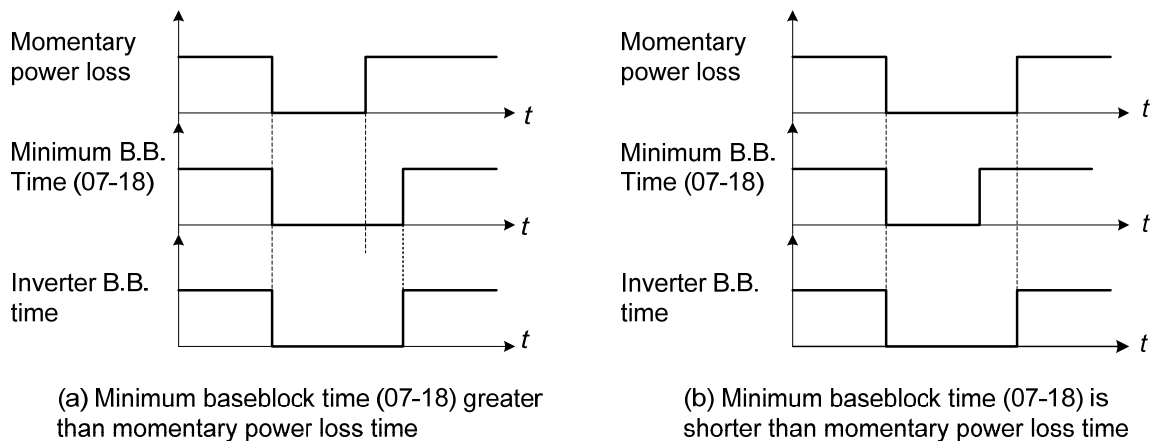 Momentary
power loss
t
Minimum B.B.
Time (07-18)
t
Inverter B.B.
time
t
(a) Minimum baseblock time (07-18) greater
than momentary power loss time
Momentary
power loss
t
Minimum B.B.
Time (07-18)
t
Inverter B.B.
time
t
(b) Minimum baseblock time (07-18) is
shorter than momentary power loss time